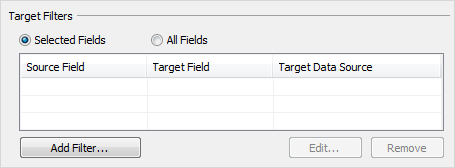 Target Filters
Selected Fields All Fields
Source Field Target Field Target Data Source
Add Filter... Edit... Remove